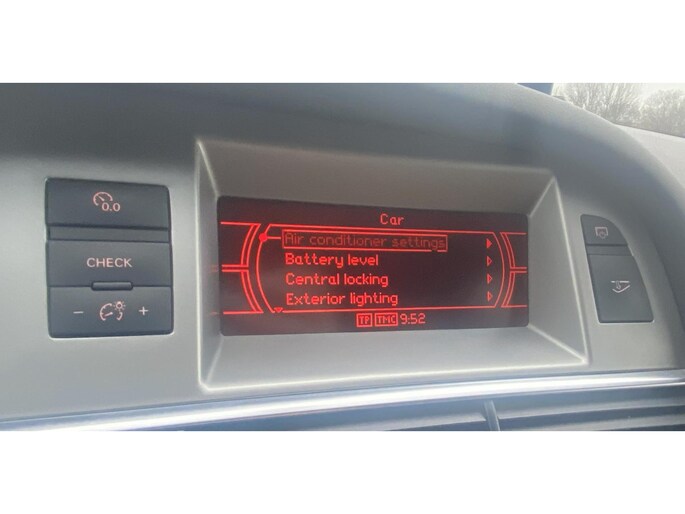 0.0
CHECK
- +
Car
Air conditioner settings
Battery level
Central locking
Exterior lighting
TP TMC 9:52